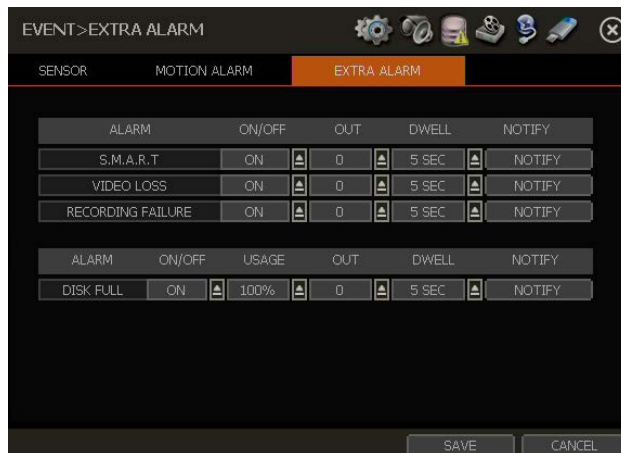 EVENT>EXTRA ALARM
SENSOR MOTION ALARM EXTRA ALARM
ALARM ON/OFF OUT DWELL NOTIFY
S.M.A.R.T ON 0 5 SEC NOTIFY
VIDEO LOSS ON 0 5 SEC NOTIFY
RECORDING FAILURE ON 0 5 SEC NOTIFY
ALARM ON/OFF USAGE OUT DWELL NOTIFY
DISK FULL ON 100% 0 5 SEC NOTIFY
SAVE CANCEL